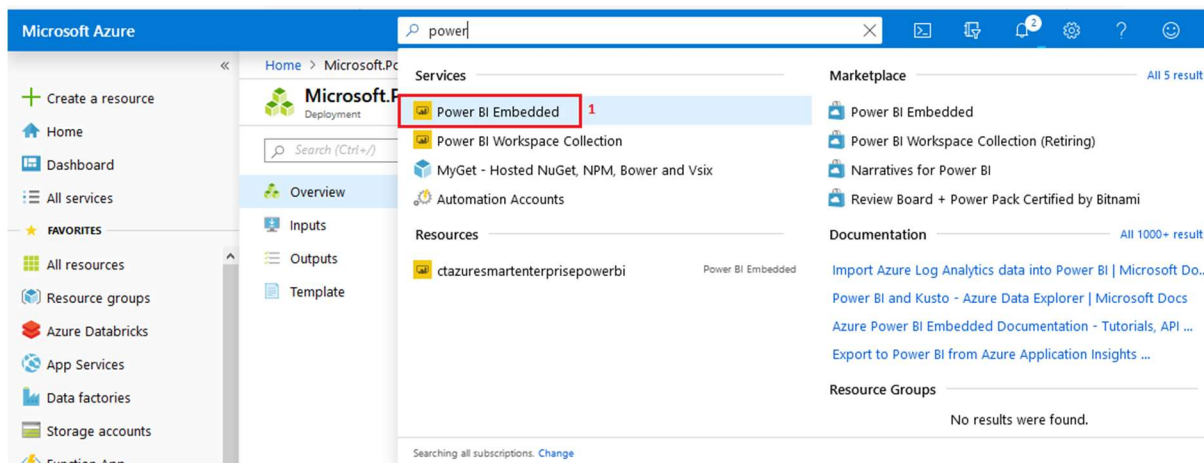 Microsoft Azure
power
2
«
Create a resource
Home
Dashboard
All services
FAVORITES
All resources
Resource groups
Azure Databricks
App Services
Data factories
Storage accounts
Home > Microsoft.Po
Microsoft.P
Deployment
Search (Ctrl+/)
Overview
Inputs
Outputs
Template
Services
Power BI Embedded 1
Power BI Workspace Collection
MyGet - Hosted NuGet, NPM, Bower and Vsix
Automation Accounts
Resources
ctazuresmartenterprisepowerbi Power BI Embedded
Searching all subscriptions. Change
Marketplace All 5 result
Power BI Embedded
Power BI Workspace Collection (Retiring)
Narratives for Power BI
Review Board + Power Pack Certified by Bitnami
Documentation All 1000+ result
Import Azure Log Analytics data into Power BI | Microsoft Do...
Power BI and Kusto - Azure Data Explorer | Microsoft Docs
Azure Power BI Embedded Documentation - Tutorials, API ...
Export to Power BI from Azure Application Insights ...
Resource Groups
No results were found.